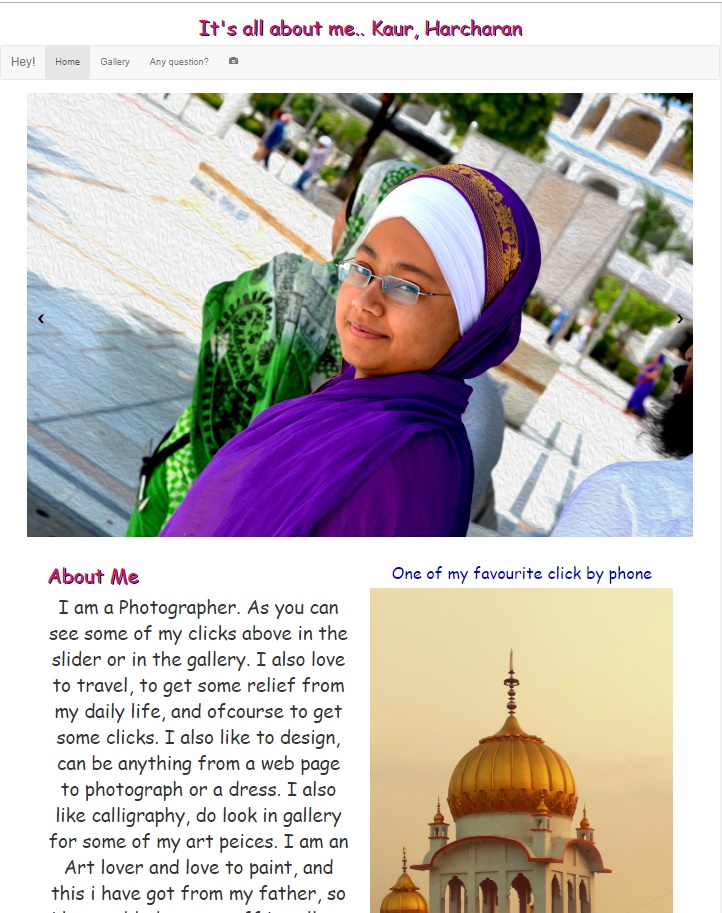 It's all about me.. Kaur, Harcharan
Hey! Home Gallery Any question?
‹ ›
About Me
I am a Photographer. As you can
see some of my clicks above in the
slider or in the gallery. I also love
to travel, to get some relief from
my daily life, and ofcourse to get
some clicks. I also like to design,
can be anything from a web page
to photograph or a dress. I also
like calligraphy, do look in gallery
for some of my art peices. I am an
Art lover and love to paint, and
this i have got from my father, so
One of my favourite click by phone